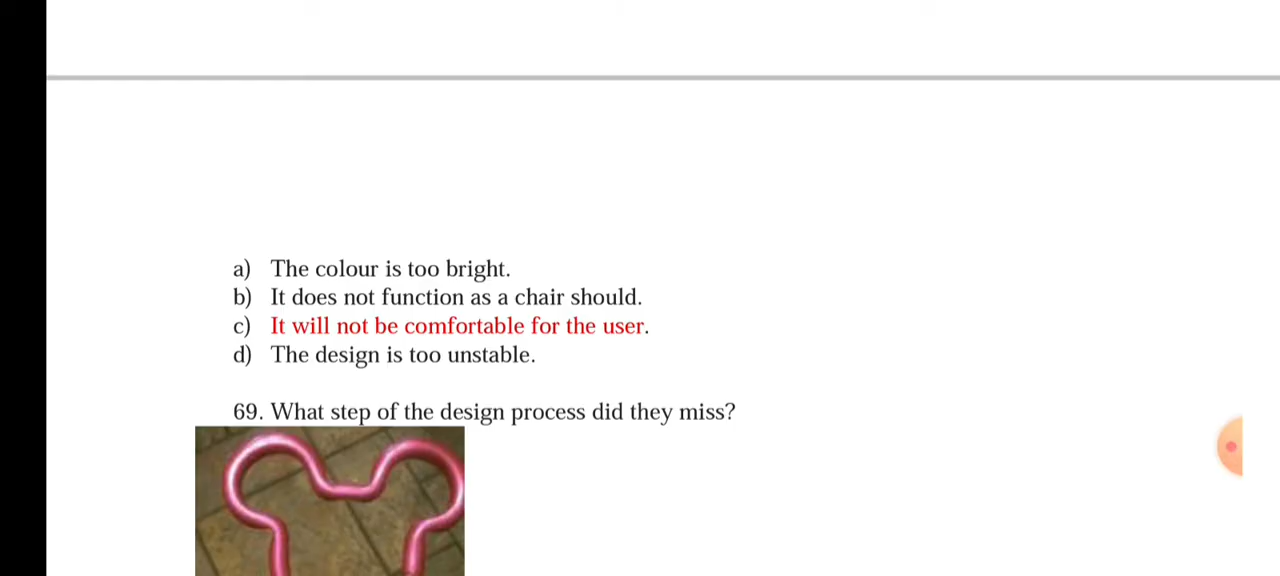 a) The colour is too bright.
b) It does not function as a chair should.
c) It will not be comfortable for the user.
d) The design is too unstable.
69. What step of the design process did they miss?